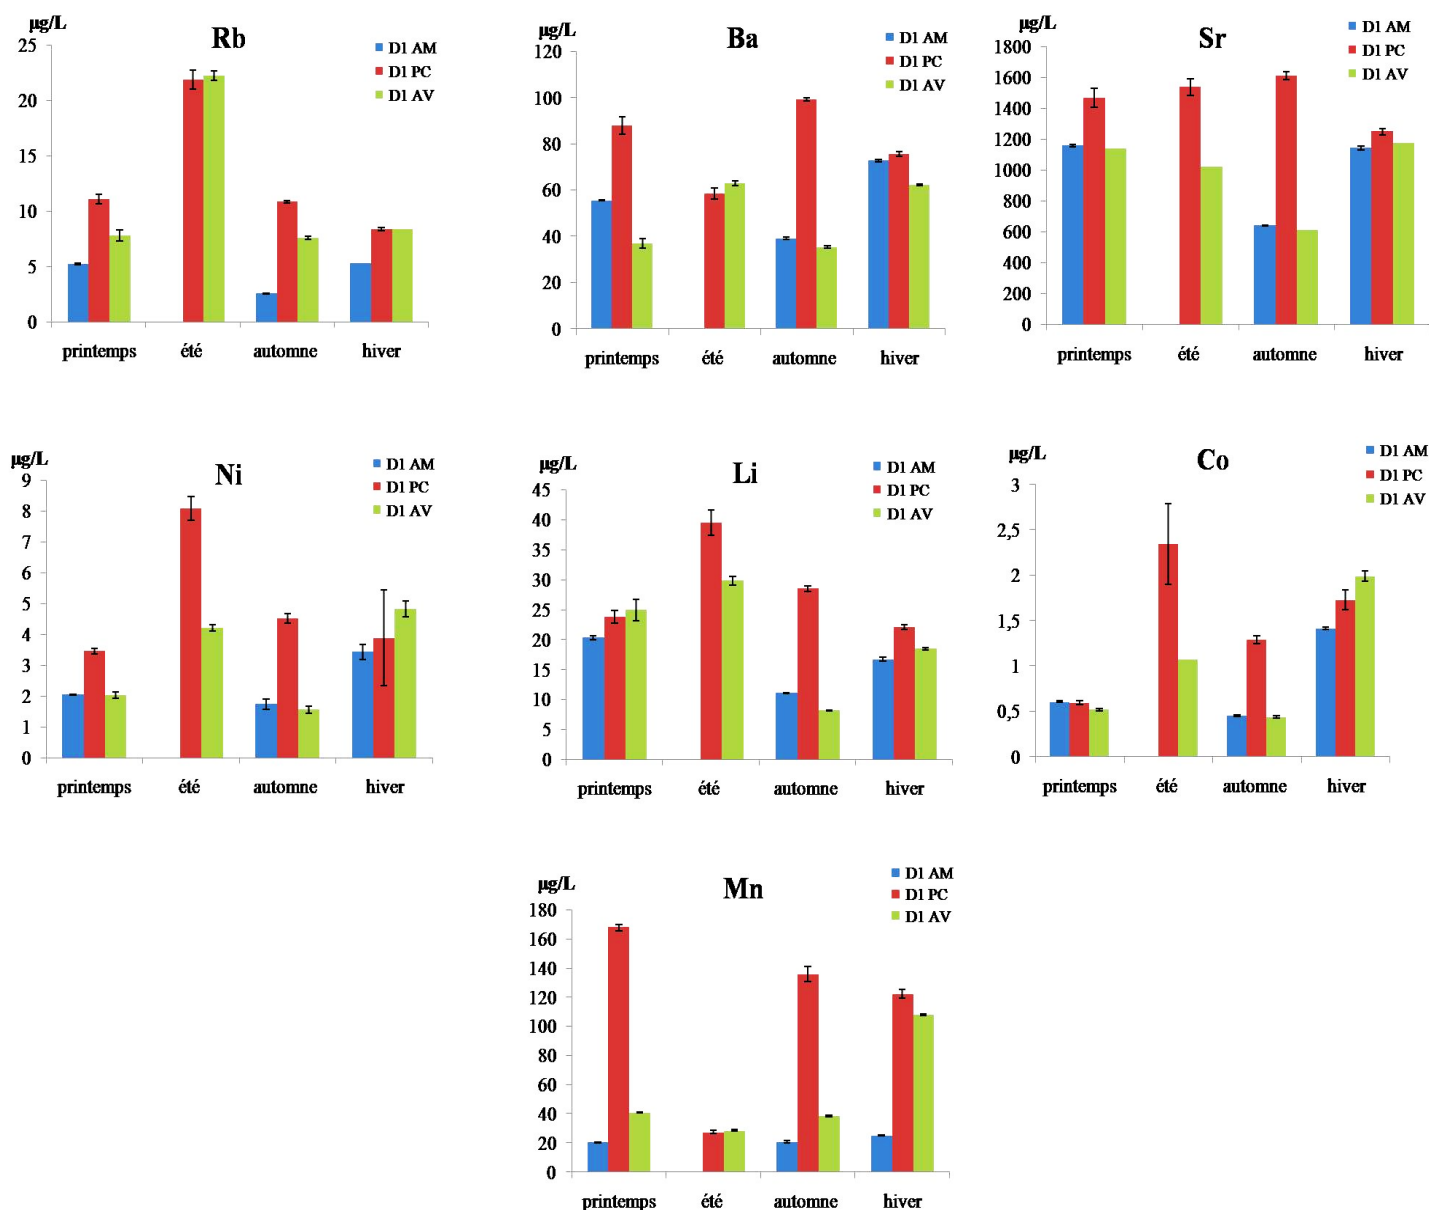 µg/L
Rb
D1 AM
D1 PC
D1 AV
25
20
15
10
5
0
printemps été automne hiver
µg/L
Ba
D1 AM
D1 PC
D1 AV
120
100
80
60
40
20
0
printemps été automne hiver
µg/L
Sr
D1 AM
D1 PC
D1 AV
1800
1600
1400
1200
1000
800
600
400
200
0
printemps été automne hiver
µg/L
Ni
D1 AM
D1 PC
D1 AV
9
8
7
6
5
4
3
2
1
0
printemps été automne hiver
µg/L
Li
D1 AM
D1 PC
D1 AV
45
40
35
30
25
20
15
10
5
0
printemps été automne hiver
µg/L
Co
D1 AM
D1 PC
D1 AV
3
2,5
2
1,5
1
0,5
0
printemps été automne hiver
µg/L
Mn
D1 AM
D1 PC
D1 AV
180
160
140
120
100
80
60
40
20
0
printemps été automne hiver